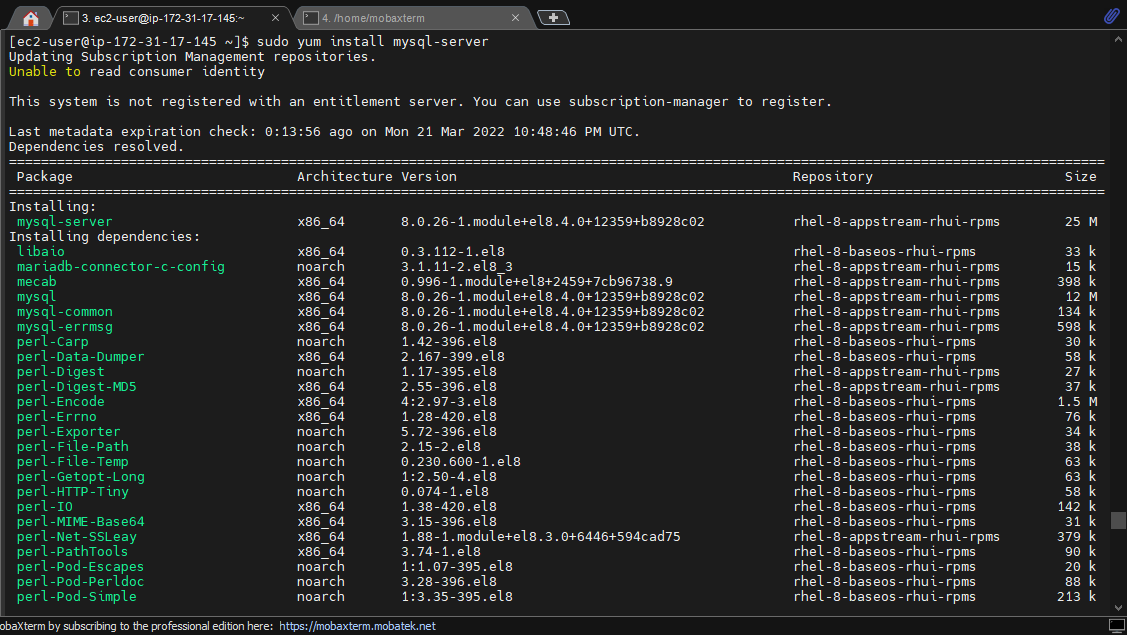 3. ec2-user@ip-172-31-17-145:~
4. /home/mobaxterm
[ec2-user@ip-172-31-17-145 ~]$ sudo yum install mysql-server
Updating Subscription Management repositories.
Unable to read consumer identity
This system is not registered with an entitlement server. You can use subscription-manager to register.
Last metadata expiration check: 0:13:56 ago on Mon 21 Mar 2022 10:48:46 PM UTC.
Dependencies resolved.
================================================================================
Package Architecture Version Repository Size
================================================================================
Installing:
mysql-server x86_64 8.0.26-1.module+el8.4.0+12359+b8928c02 rhel-8-appstream-rhui-rpms 25 M
Installing dependencies:
libaio x86_64 0.3.112-1.el8 rhel-8-baseos-rhui-rpms 33 k
mariadb-connector-c-config noarch 3.1.11-2.el8_3 rhel-8-appstream-rhui-rpms 15 k
mecab x86_64 0.996-1.module+el8+2459+7cb96738.9 rhel-8-appstream-rhui-rpms 398 k
mysql x86_64 8.0.26-1.module+el8.4.0+12359+b8928c02 rhel-8-appstream-rhui-rpms 12 M
mysql-common x86_64 8.0.26-1.module+el8.4.0+12359+b8928c02 rhel-8-appstream-rhui-rpms 134 k
mysql-errmsg x86_64 8.0.26-1.module+el8.4.0+12359+b8928c02 rhel-8-appstream-rhui-rpms 598 k
perl-Carp noarch 1.42-396.el8 rhel-8-baseos-rhui-rpms 30 k
perl-Data-Dumper x86_64 2.167-399.el8 rhel-8-baseos-rhui-rpms 58 k
perl-Digest noarch 1.17-395.el8 rhel-8-appstream-rhui-rpms 27 k
perl-Digest-MD5 x86_64 2.55-396.el8 rhel-8-appstream-rhui-rpms 37 k
perl-Encode x86_64 4:2.97-3.el8 rhel-8-baseos-rhui-rpms 1.5 M
perl-Errno x86_64 1.28-420.el8 rhel-8-baseos-rhui-rpms 76 k
perl-Exporter noarch 5.72-396.el8 rhel-8-baseos-rhui-rpms 34 k
perl-File-Path noarch 2.15-2.el8 rhel-8-baseos-rhui-rpms 38 k
perl-File-Temp noarch 0.230.600-1.el8 rhel-8-baseos-rhui-rpms 63 k
perl-Getopt-Long noarch 1:2.50-4.el8 rhel-8-baseos-rhui-rpms 63 k
perl-HTTP-Tiny noarch 0.074-1.el8 rhel-8-baseos-rhui-rpms 58 k
perl-IO x86_64 1.38-420.el8 rhel-8-baseos-rhui-rpms 142 k
perl-MIME-Base64 x86_64 3.15-396.el8 rhel-8-baseos-rhui-rpms 31 k
perl-Net-SSLeay x86_64 1.88-1.module+el8.3.0+6446+594cad75 rhel-8-appstream-rhui-rpms 379 k
perl-PathTools x86_64 3.74-1.el8 rhel-8-baseos-rhui-rpms 90 k
perl-Pod-Escapes noarch 1:1.07-395.el8 rhel-8-baseos-rhui-rpms 20 k
perl-Pod-Perldoc noarch 3.28-396.el8 rhel-8-baseos-rhui-rpms 88 k
perl-Pod-Simple noarch 1:3.35-395.el8 rhel-8-baseos-rhui-rpms 213 k
obaXterm by subscribing to the professional edition here: https://mobaxterm.mobatek.net